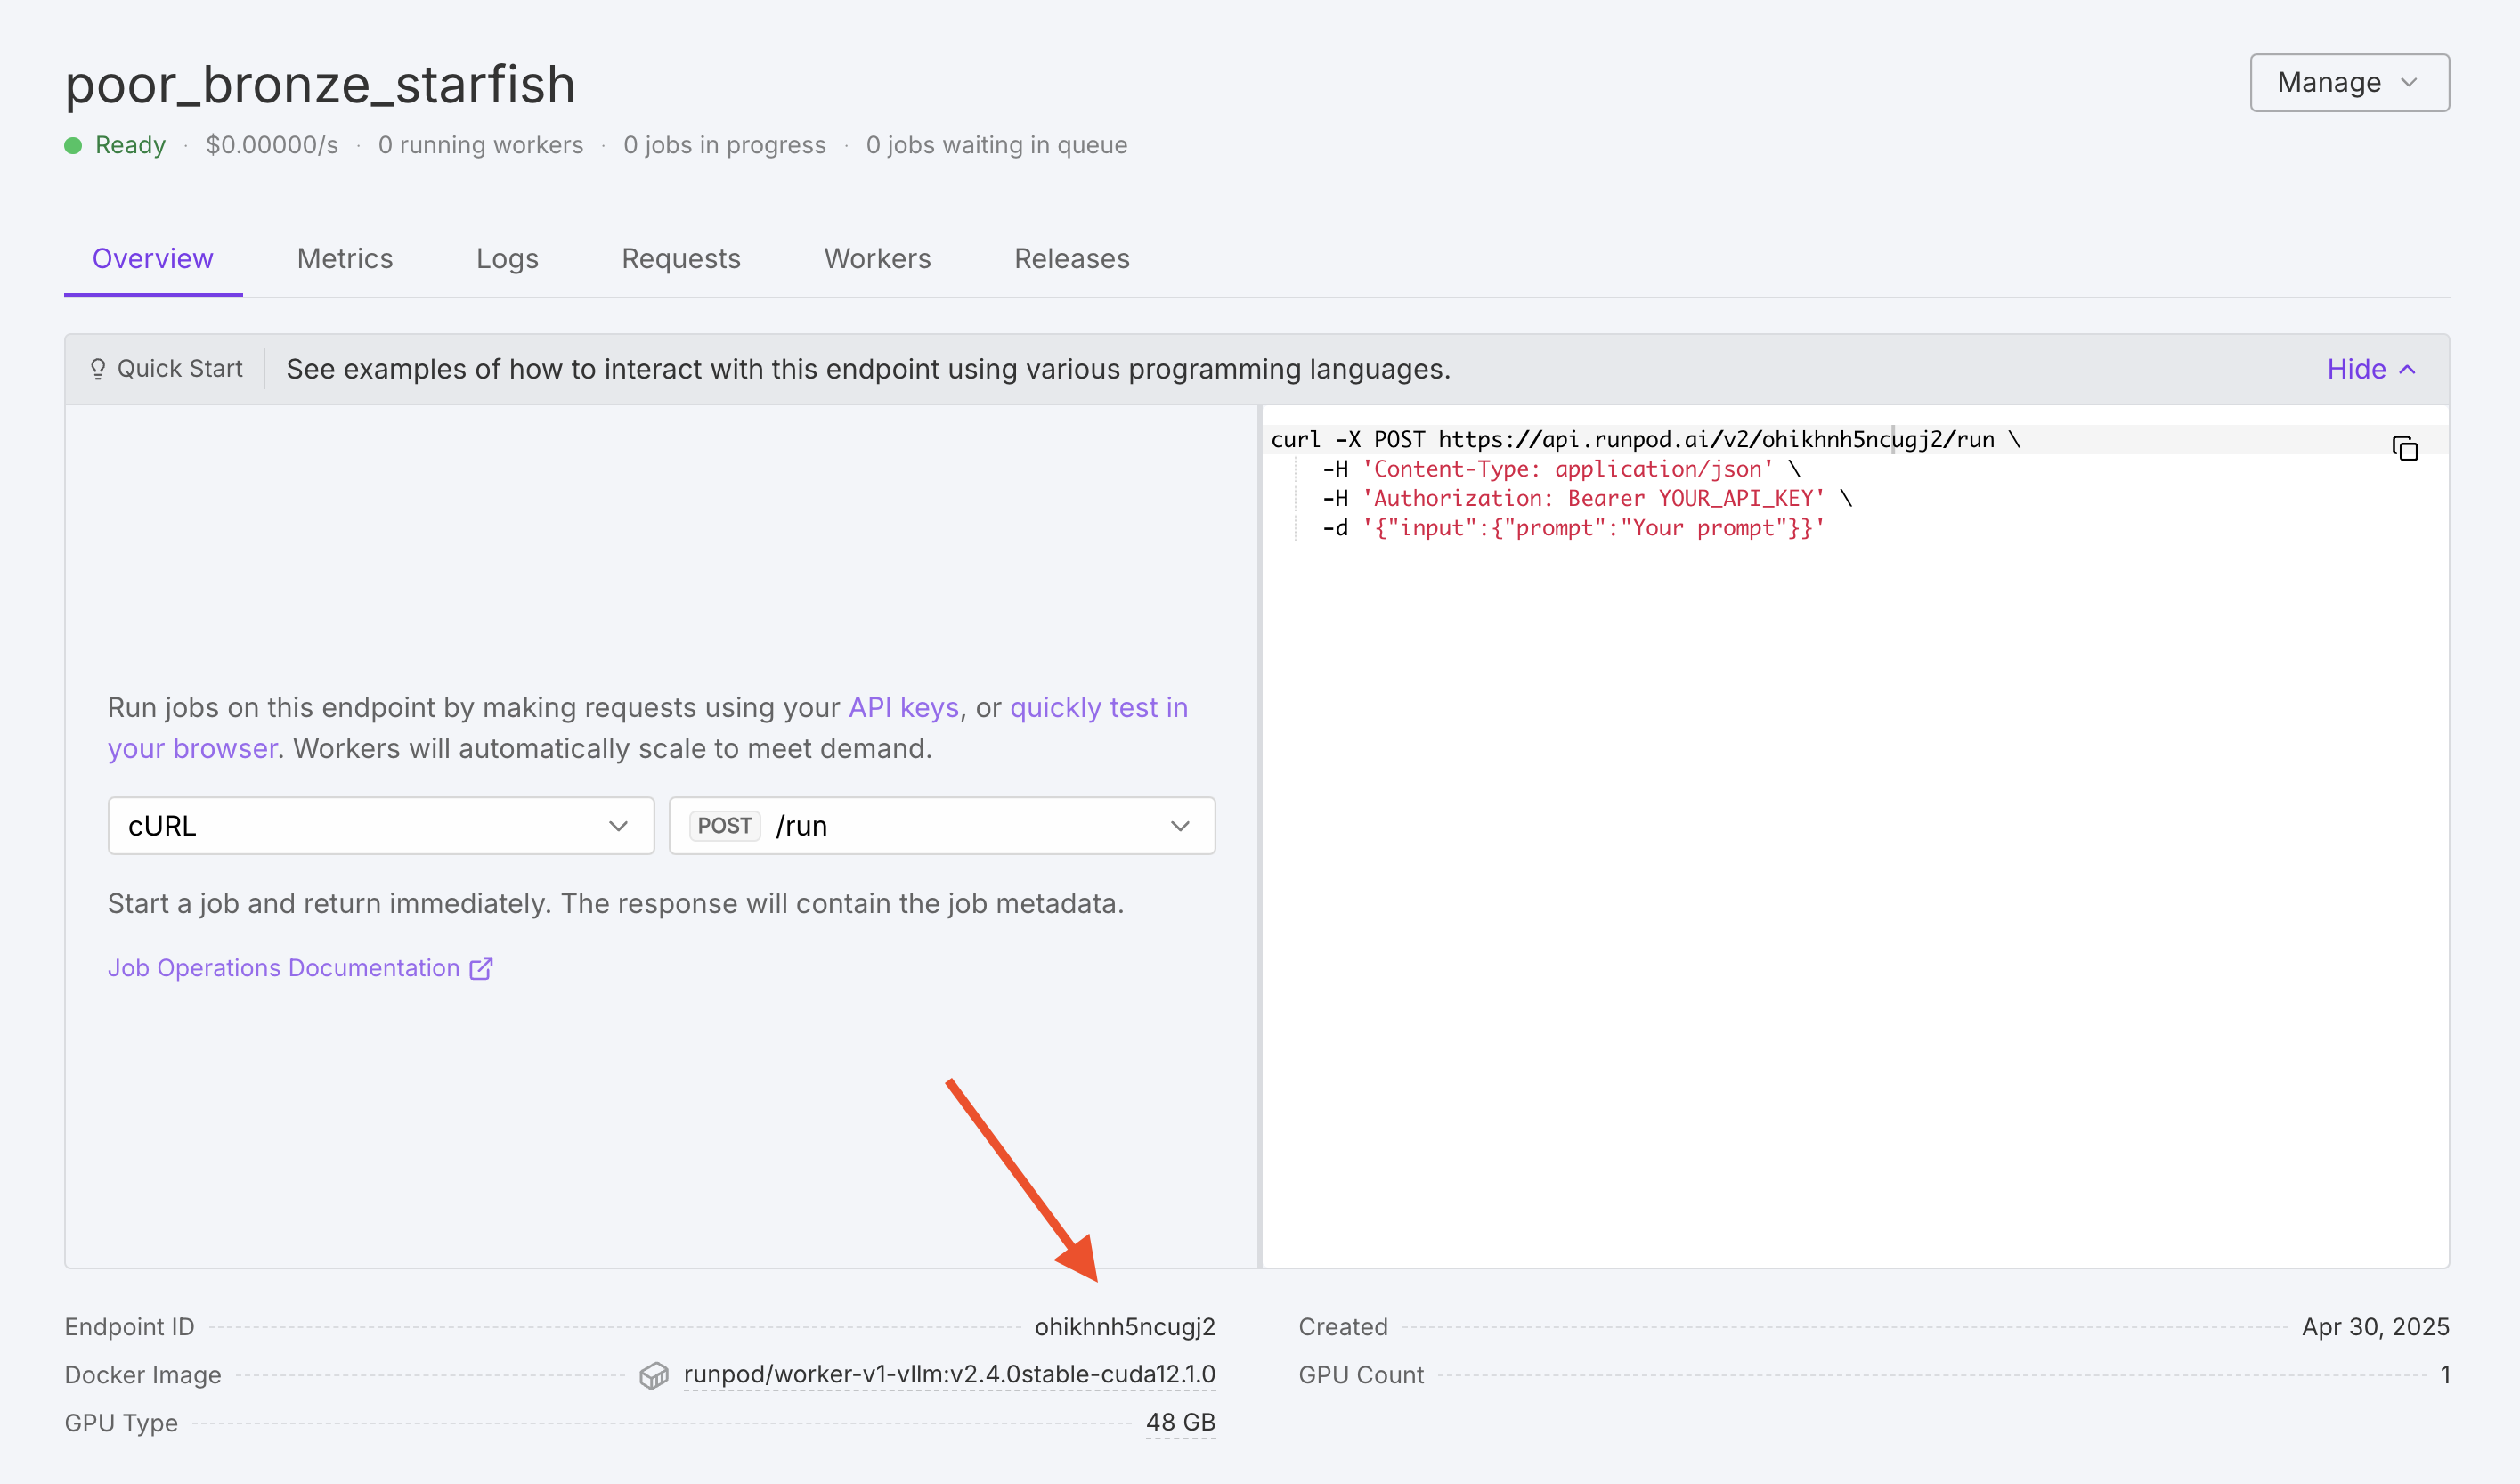 poor_bronze_starfish
Manage
Ready · $0.00000/s · 0 running workers · 0 jobs in progress · 0 jobs waiting in queue
Overview Metrics Logs Requests Workers Releases
Quick Start See examples of how to interact with this endpoint using various programming languages. Hide
Run jobs on this endpoint by making requests using your API keys, or quickly test in
your browser. Workers will automatically scale to meet demand.
cURL POST /run
Start a job and return immediately. The response will contain the job metadata.
Job Operations Documentation
curl -X POST https://api.runpod.ai/v2/ohikhnh5ncugj2/run \
-H 'Content-Type: application/json' \
-H 'Authorization: Bearer YOUR_API_KEY' \
-d '{"input":{"prompt":"Your prompt"}}'
Endpoint ID ohikhnh5ncugj2
Docker Image runpod/worker-v1-vllm:v2.4.0stable-cuda12.1.0
GPU Type 48 GB
Created Apr 30, 2025
GPU Count 1